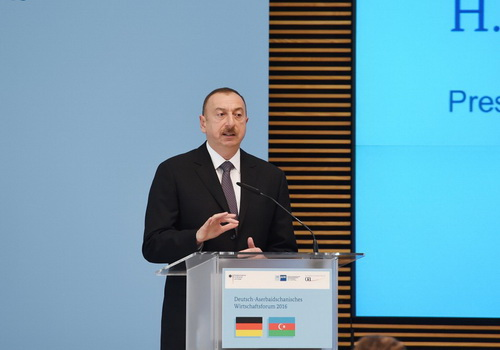 H.
Pres
Deutsch-Aserbaidschanisches
Wirtschaftsforum 2016